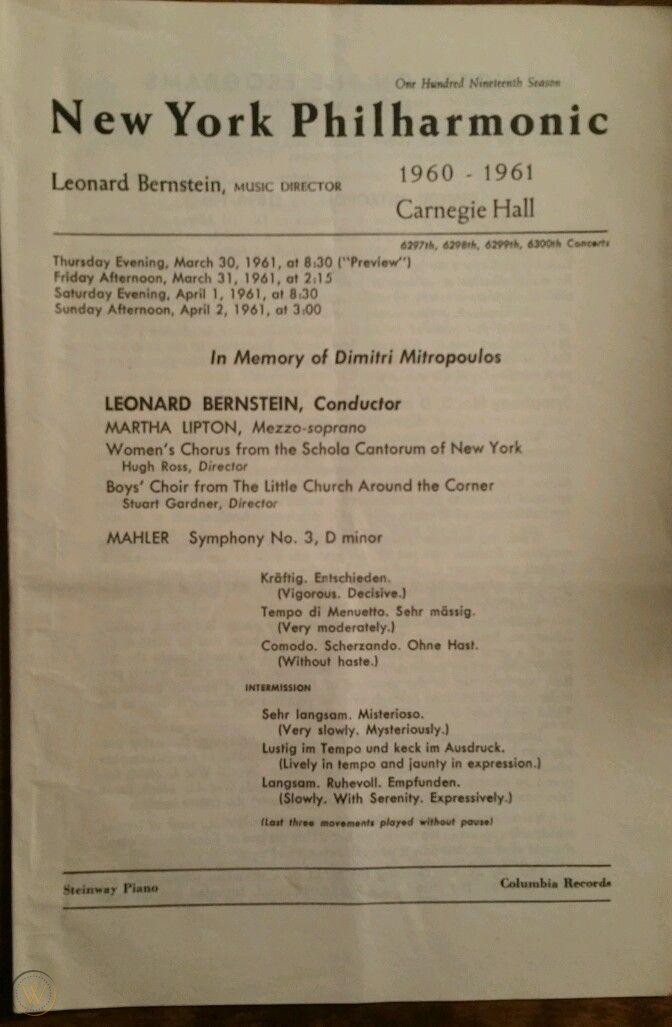 One Hundred Nineteenth Season
New York Philharmonic
Leonard Bernstein, MUSIC DIRECTOR
1960 - 1961
Carnegie Hall
6297th, 6298th, 6299th, 6300th Concerts
Thursday Evening, March 30, 1961, at 8:30 ("Preview")
Friday Afternoon, March 31, 1961, at 2:15
Saturday Evening, April 1, 1961, at 8:30
Sunday Afternoon, April 2, 1961, at 3:00
In Memory of Dimitri Mitropoulos
LEONARD BERNSTEIN, Conductor
MARTHA LIPTON, Mezzo-soprano
Women's Chorus from the Schola Cantorum of New York
Hugh Ross, Director
Boys' Choir from The Little Church Around the Corner
Stuart Gardner, Director
MAHLER Symphony No. 3, D minor
Kräftig. Entschieden.
(Vigorous. Decisive.)
Tempo di Menuetto. Sehr mässig.
(Very moderately.)
Comodo. Scherzando. Ohne Hast.
(Without haste.)
INTERMISSION
Sehr langsam. Misterioso.
(Very slowly. Mysteriously.)
Lustig im Tempo und keck im Ausdruck.
(Lively in tempo and jaunty in expression.)
Langsam. Ruhevoll. Empfunden.
(Slowly. With Serenity. Expressively.)
(Last three movements played without pause)
Steinway Piano
Columbia Records